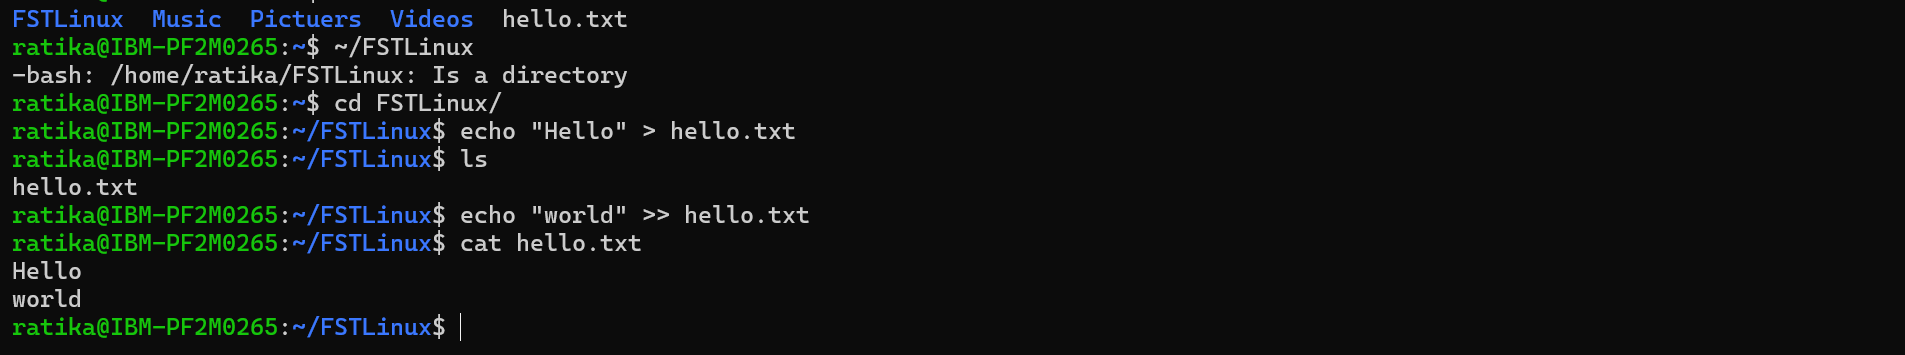 FSTLinux  Music  Pictuers  Videos  hello.txt
ratika@IBM-PF2M0265:~$ ~/FSTLinux
-bash: /home/ratika/FSTLinux: Is a directory
ratika@IBM-PF2M0265:~$ cd FSTLinux/
ratika@IBM-PF2M0265:~/FSTLinux$ echo "Hello" > hello.txt
ratika@IBM-PF2M0265:~/FSTLinux$ ls
hello.txt
ratika@IBM-PF2M0265:~/FSTLinux$ echo "world" >> hello.txt
ratika@IBM-PF2M0265:~/FSTLinux$ cat hello.txt
Hello
world
ratika@IBM-PF2M0265:~/FSTLinux$